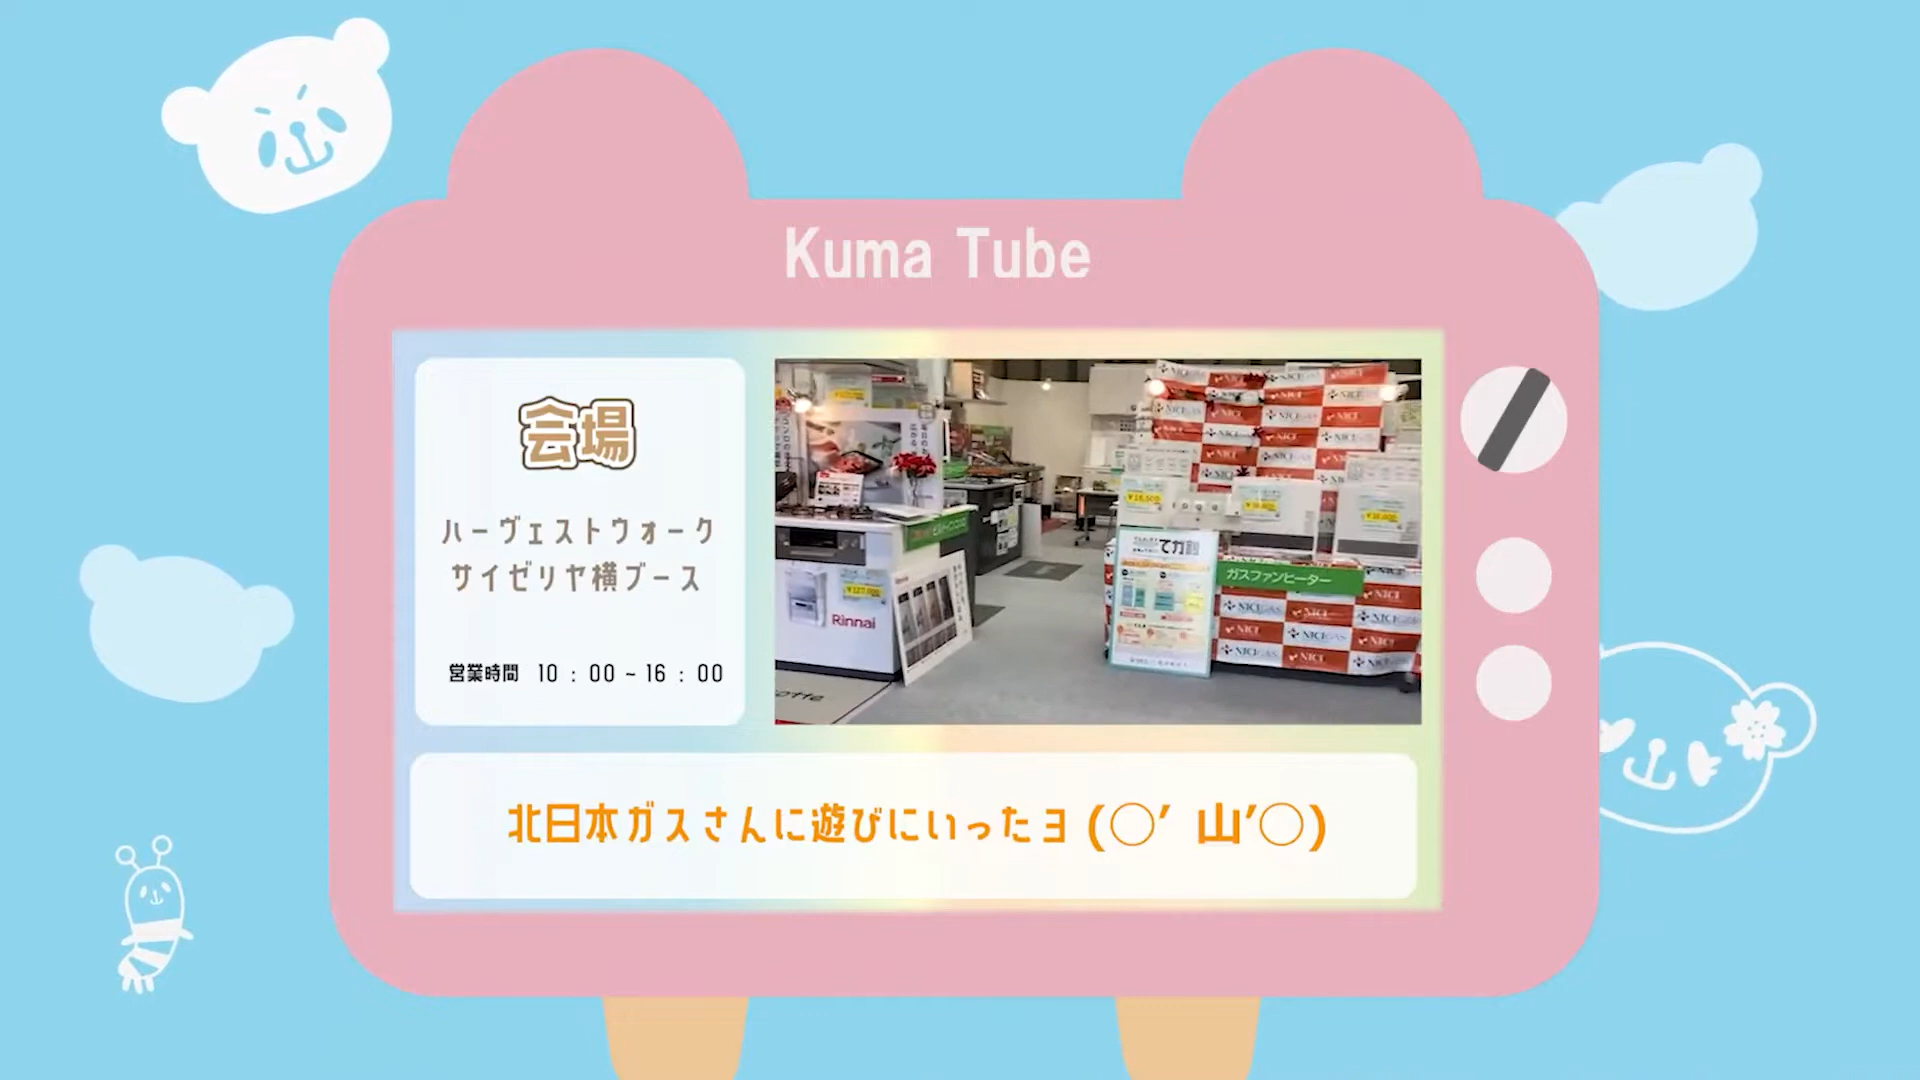 Kuma Tube
会場
ハーヴェストウォーク
サイゼリヤ横ブース
営業時間 10:00~16:00
Rinnai
ガスファンヒーター
NICIGAS
北日本ガスさんに遊びにいったヨ(○′ 山′○)